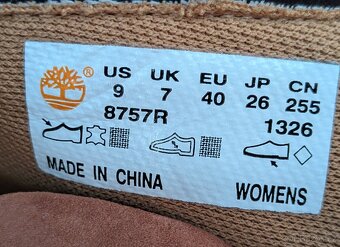 ® US UK EU JP CN
9 7 40 26 255
8757R 1326
MADE IN CHINA WOMENS